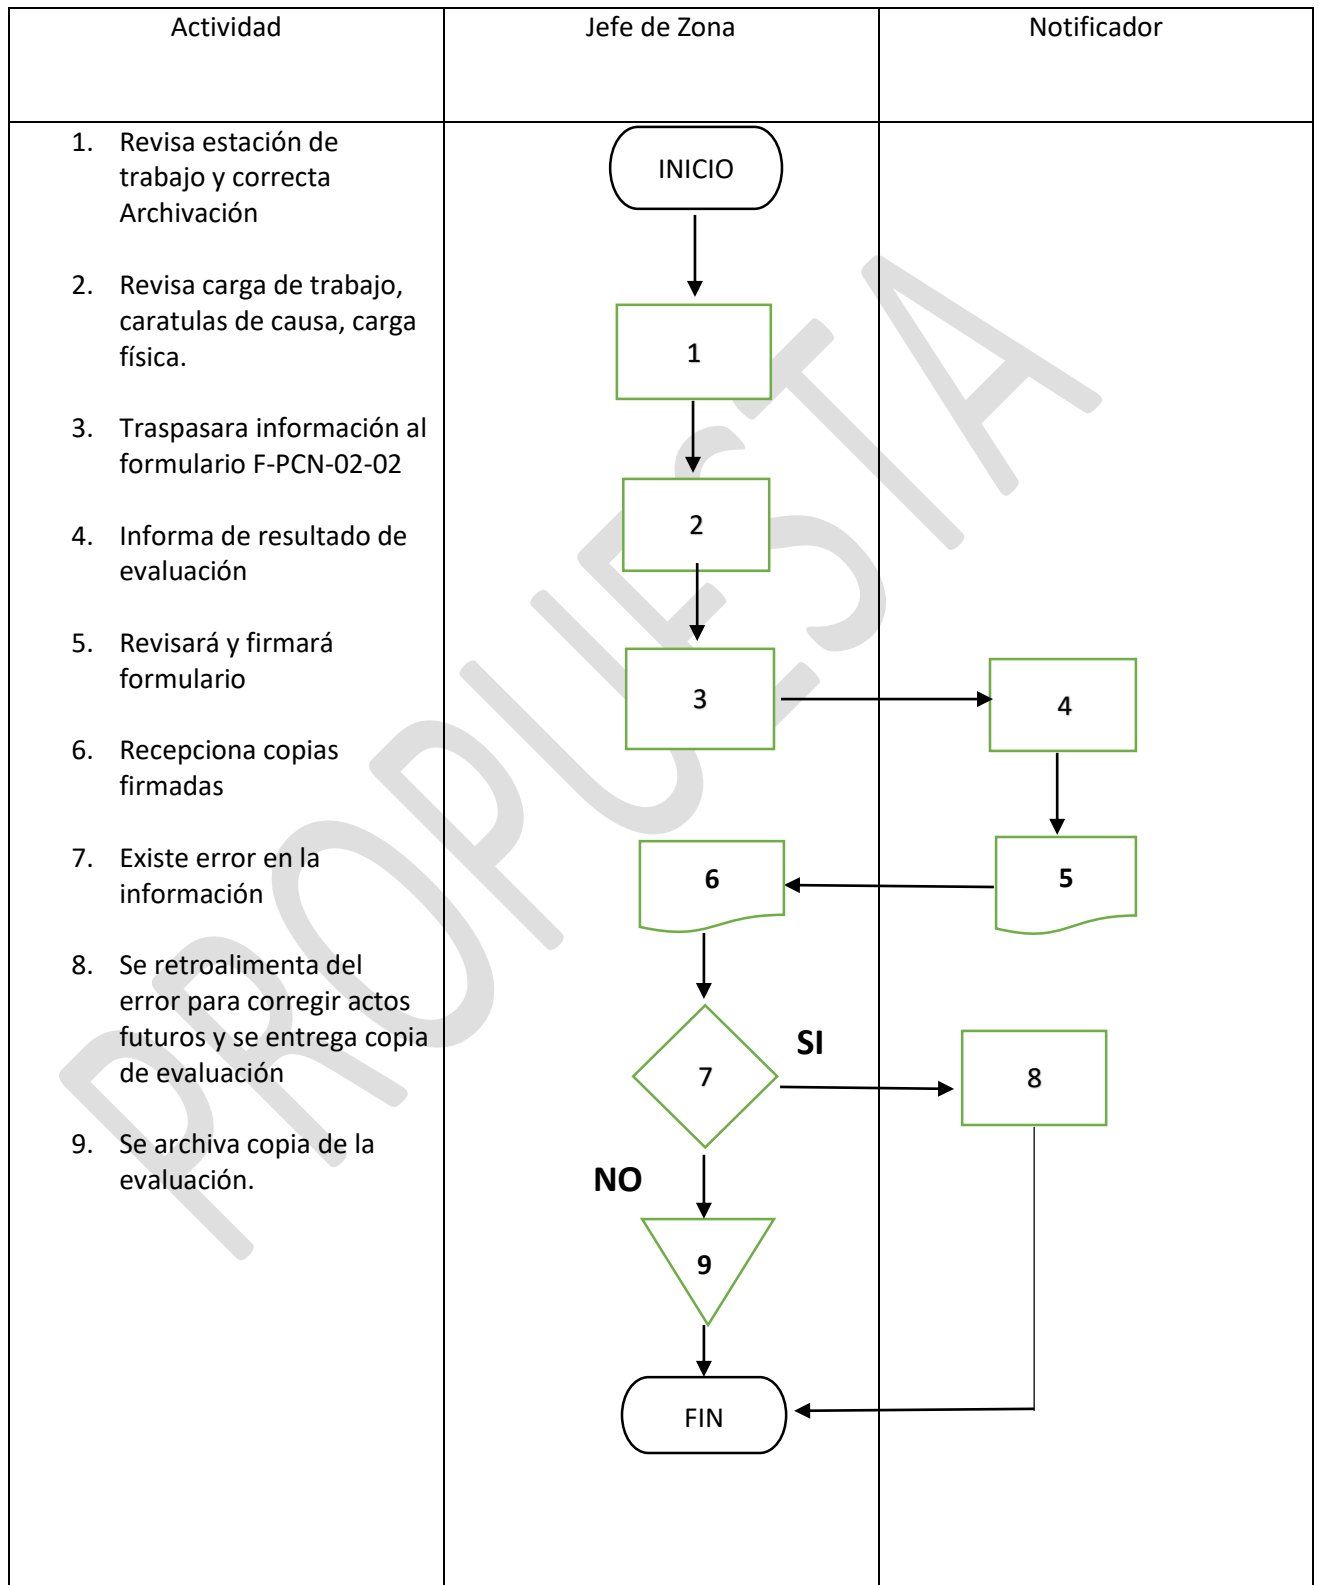 Actividad
Jefe de Zona
Notificador
1. Revisa estación de
trabajo y correcta
Archivación
2. Revisa carga de trabajo,
caratulas de causa, carga
física.
3. Traspasara información al
formulario F-PCN-02-02
4. Informa de resultado de
evaluación
5. Revisará y firmará
formulario
6. Recepciona copias
firmadas
7. Existe error en la
información
8. Se retroalimenta del
error para corregir actos
futuros y se entrega copia
de evaluación
9. Se archiva copia de la
evaluación.
INICIO
1
2
3
4
5
6
7
SI
8
NO
9
FIN
PROPUESTA